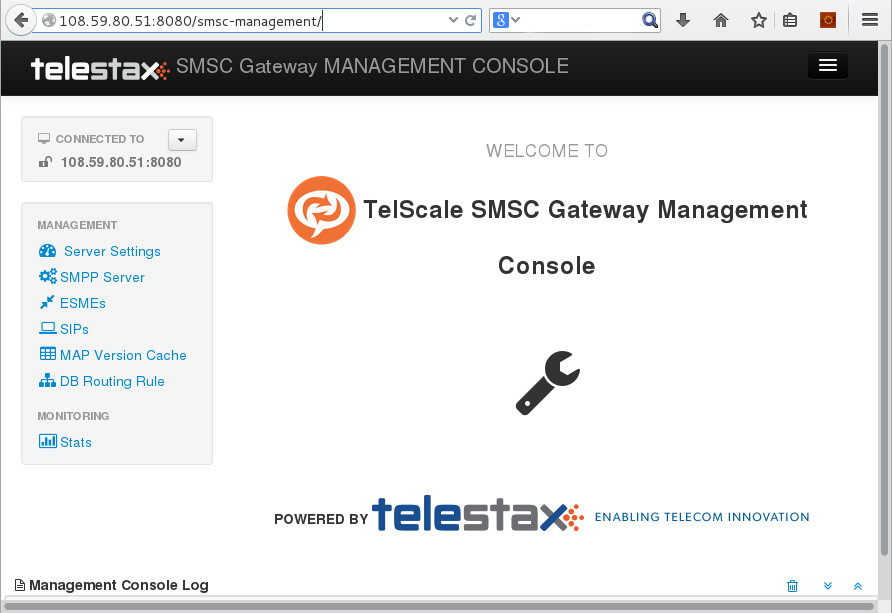 108.59.80.51:8080/smsc-management/
8
telestax SMSC Gateway MANAGEMENT CONSOLE
CONNECTED TO
108.59.80.51:8080
MANAGEMENT
Server Settings
SMPP Server
ESMEs
SIPs
MAP Version Cache
DB Routing Rule
MONITORING
Stats
WELCOME TO
TelScale SMSC Gateway Management
Console
POWERED BY telestax ENABLING TELECOM INNOVATION
Management Console Log